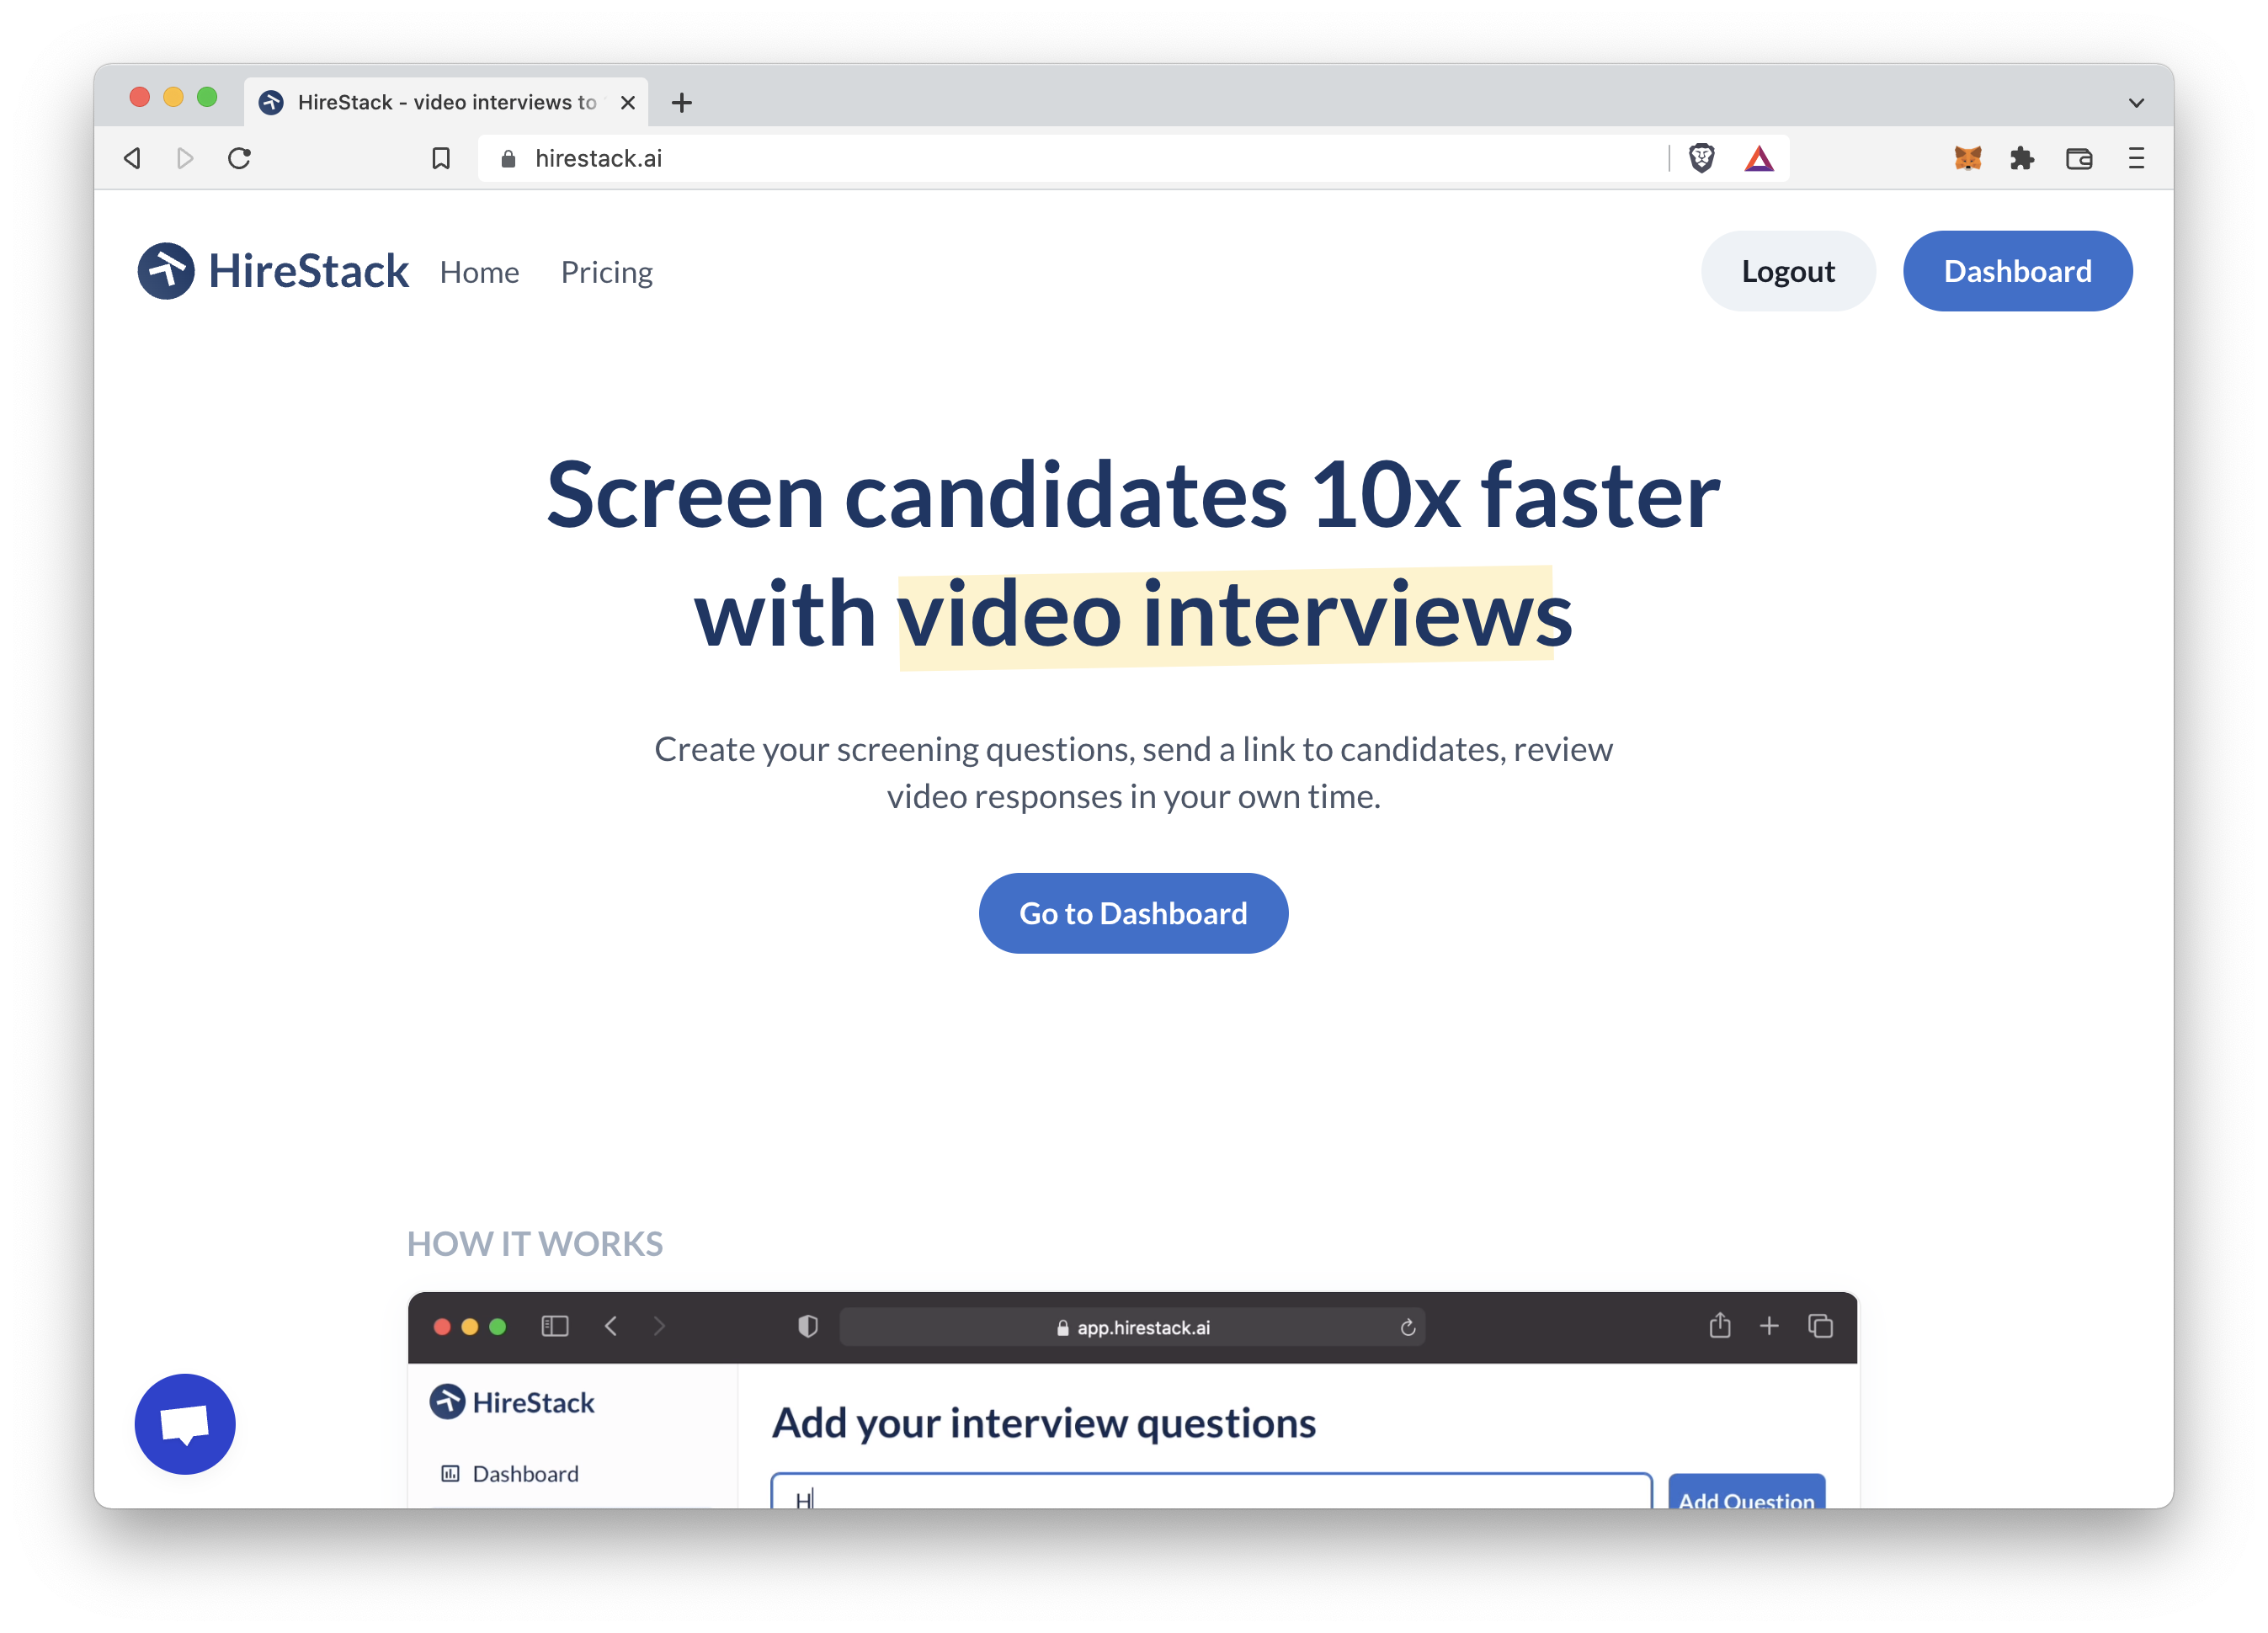 HireStack - video interviews to
hirestack.ai
HireStack
Home
Pricing
Logout
Dashboard
Screen candidates 10x faster
with video interviews
Create your screening questions, send a link to candidates, review
video responses in your own time.
Go to Dashboard
HOW IT WORKS
app.hirestack.ai
HireStack
Add your interview questions
Dashboard
H
Add Question